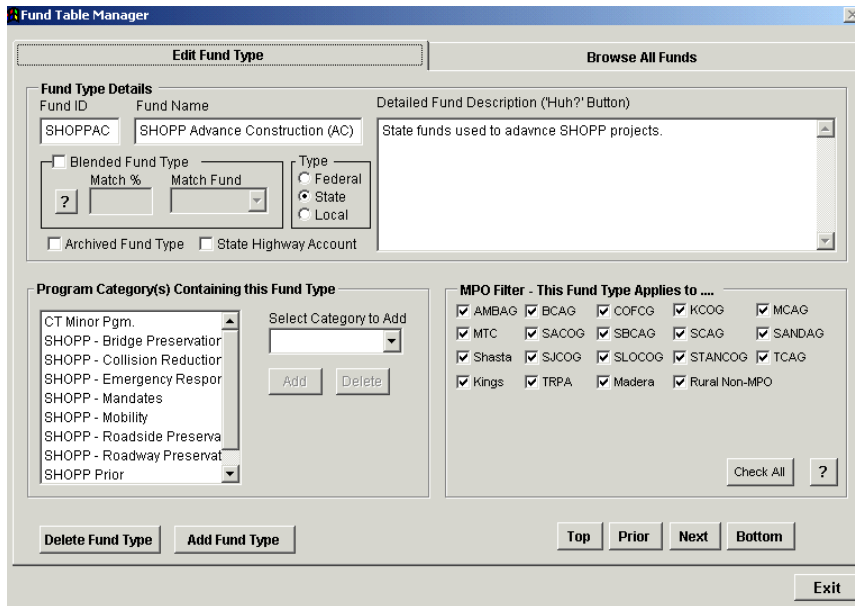 Fund Table Manager
Edit Fund Type
Browse All Funds
Fund Type Details
Fund ID
Fund Name
Detailed Fund Description ('Huh?' Button)
SHOPPAC
SHOPP Advance Construction (AC)
State funds used to adavnce SHOPP projects.
Blended Fund Type
Match %
Match Fund
?
Type
Federal
State
Local
Archived Fund Type
State Highway Account
Program Category(s) Containing this Fund Type
CT Minor Pgm.
SHOPP - Bridge Preservation
SHOPP - Collision Reduction
SHOPP - Emergency Respor
SHOPP - Mandates
SHOPP - Mobility
SHOPP - Roadside Preserva
SHOPP - Roadway Preservat
SHOPP Prior
Select Category to Add
Add
Delete
MPO Filter - This Fund Type Applies to ....
AMBAG BCAG COFCG KCOG MCAG
MTC SACOG SBCAG SCAG SANDAG
Shasta SJCOG SLOCOG STANCOG TCAG
Kings TRPA Madera Rural Non-MPO
Check All
?
Delete Fund Type
Add Fund Type
Top
Prior
Next
Bottom
Exit